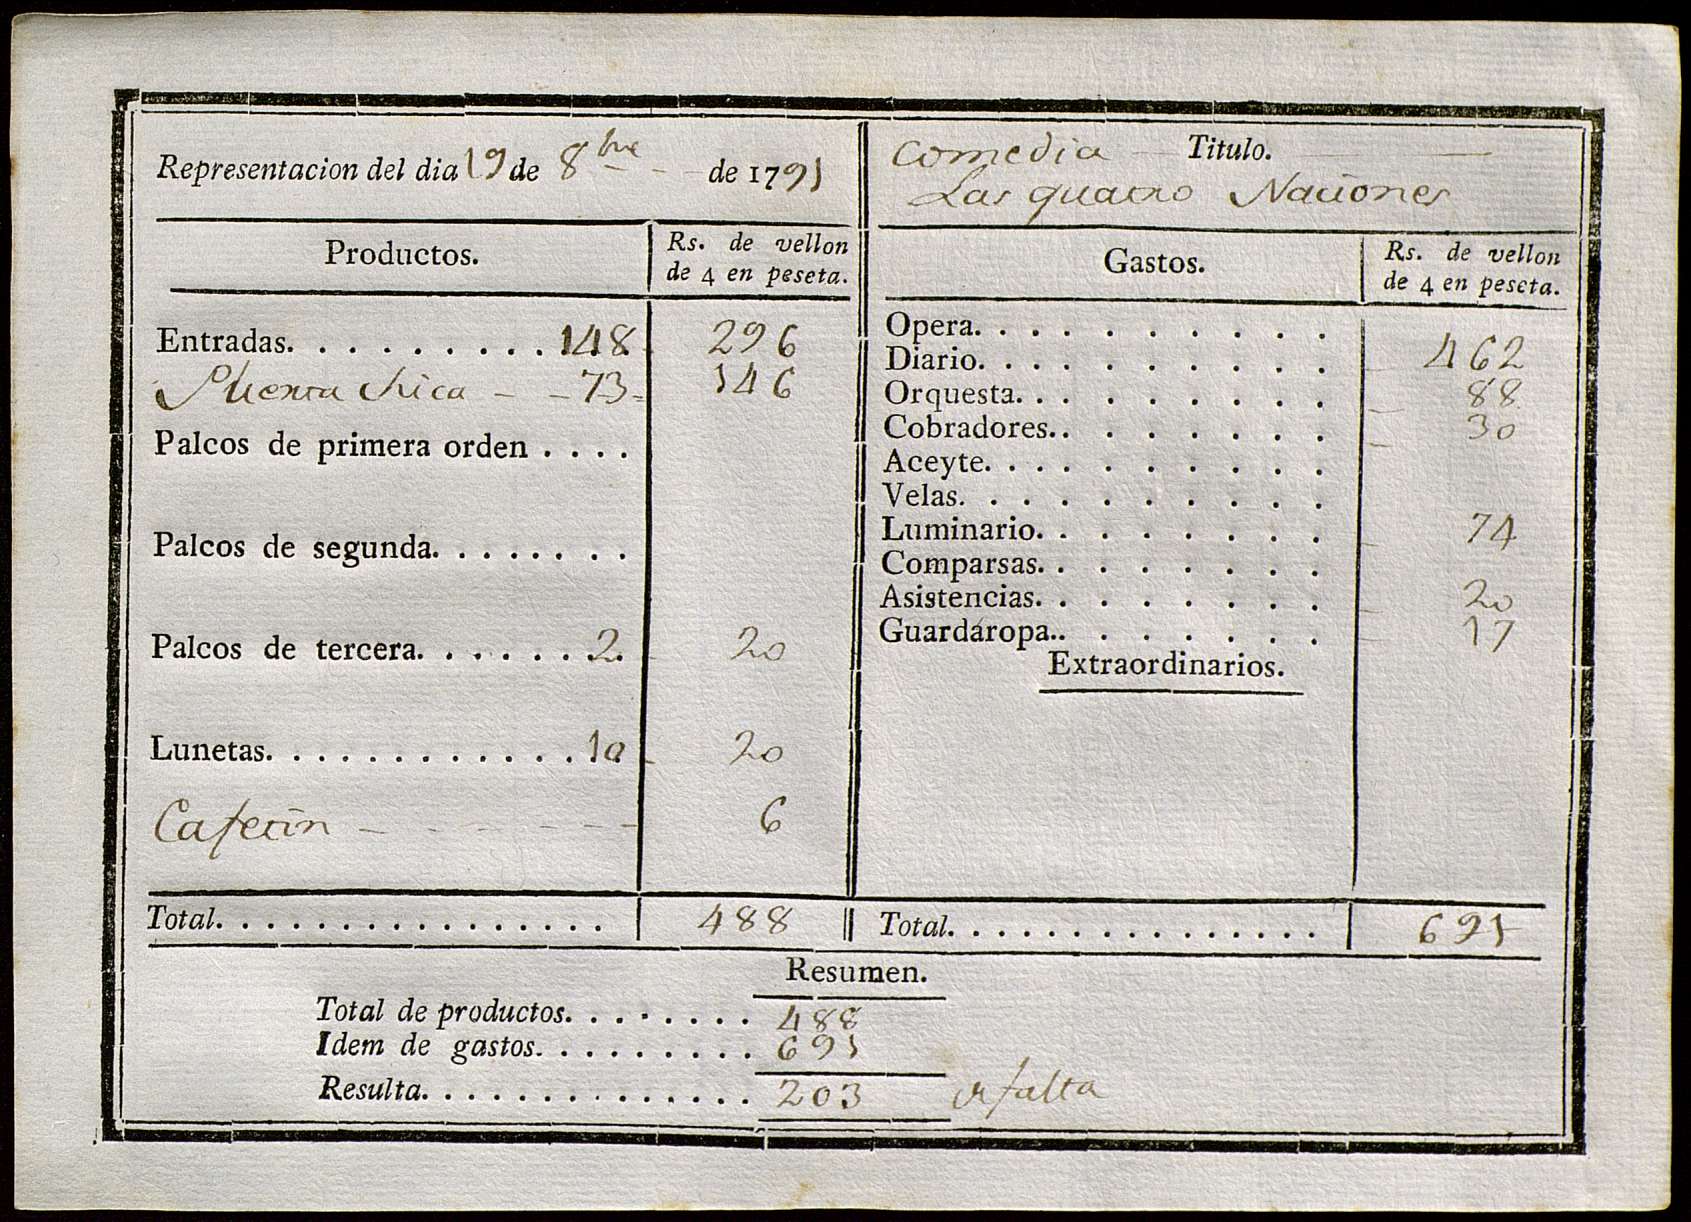 Representacion del dia 19 de 8bre - - de 1791
Productos.
Rs. de vellon
de 4 en peseta.
Entradas. . . . . . . . . 148. 296
Puerta chica - - 73 = 146
Palcos de primera orden . . . .
Palcos de segunda. . . . . . . .
Palcos de tercera. . . . . . . 2. 20
Lunetas. . . . . . . . . . . . . 10 20
Cafetin - - - - - - - 6
Total. . . . . . . . . . . . . . . . 488
Comedia — Titulo. —
Las quatro Naciones
Gastos.
Rs. de vellon
de 4 en peseta.
Opera. . . . . . . . . .
Diario. . . . . . . . . . 462
Orquesta. . . . . . . . . 88
Cobradores. . . . . . . . 30
Aceyte. . . . . . . . . .
Velas. . . . . . . . . .
Luminario. . . . . . . . 74
Comparsas. . . . . . . .
Asistencias. . . . . . . . 20
Guardaropa. . . . . . . . 17
Extraordinarios.
Total. . . . . . . . . . . . . . . . 691
Resumen.
Total de productos. . . . . . . . 488
Idem de gastos. . . . . . . . . . 691
Resulta. . . . . . . . . . . . . . . 203 falta